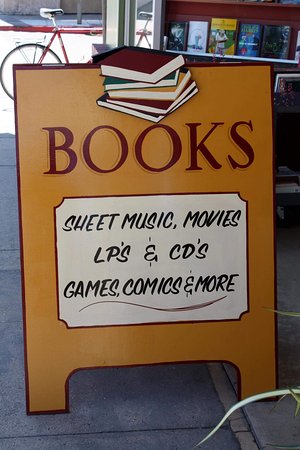 BOOKS
SHEET MUSIC, MOVIES
LP'S & CD'S
GAMES, COMICS & MORE